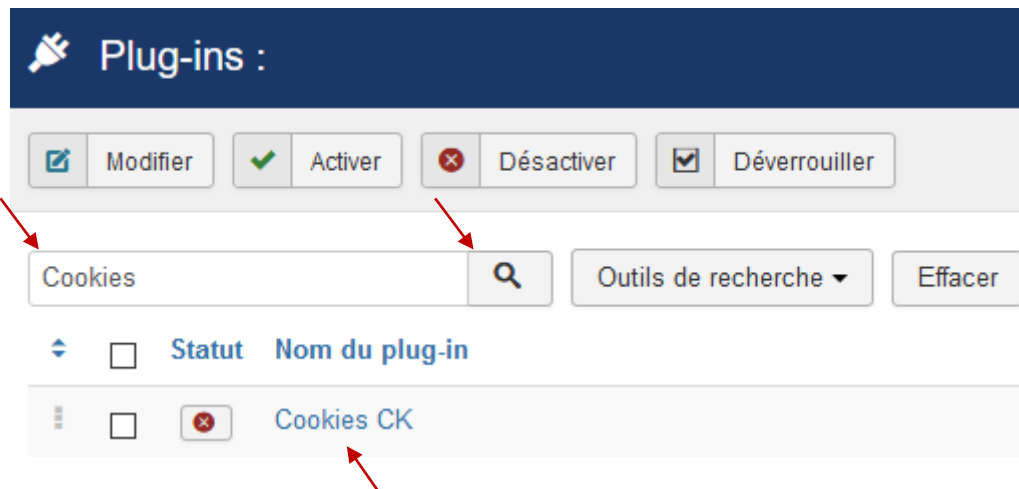 Plug-ins :
Modifier Activer Désactiver Déverrouiller
Cookies Outils de recherche Effacer
Statut Nom du plug-in
Cookies CK